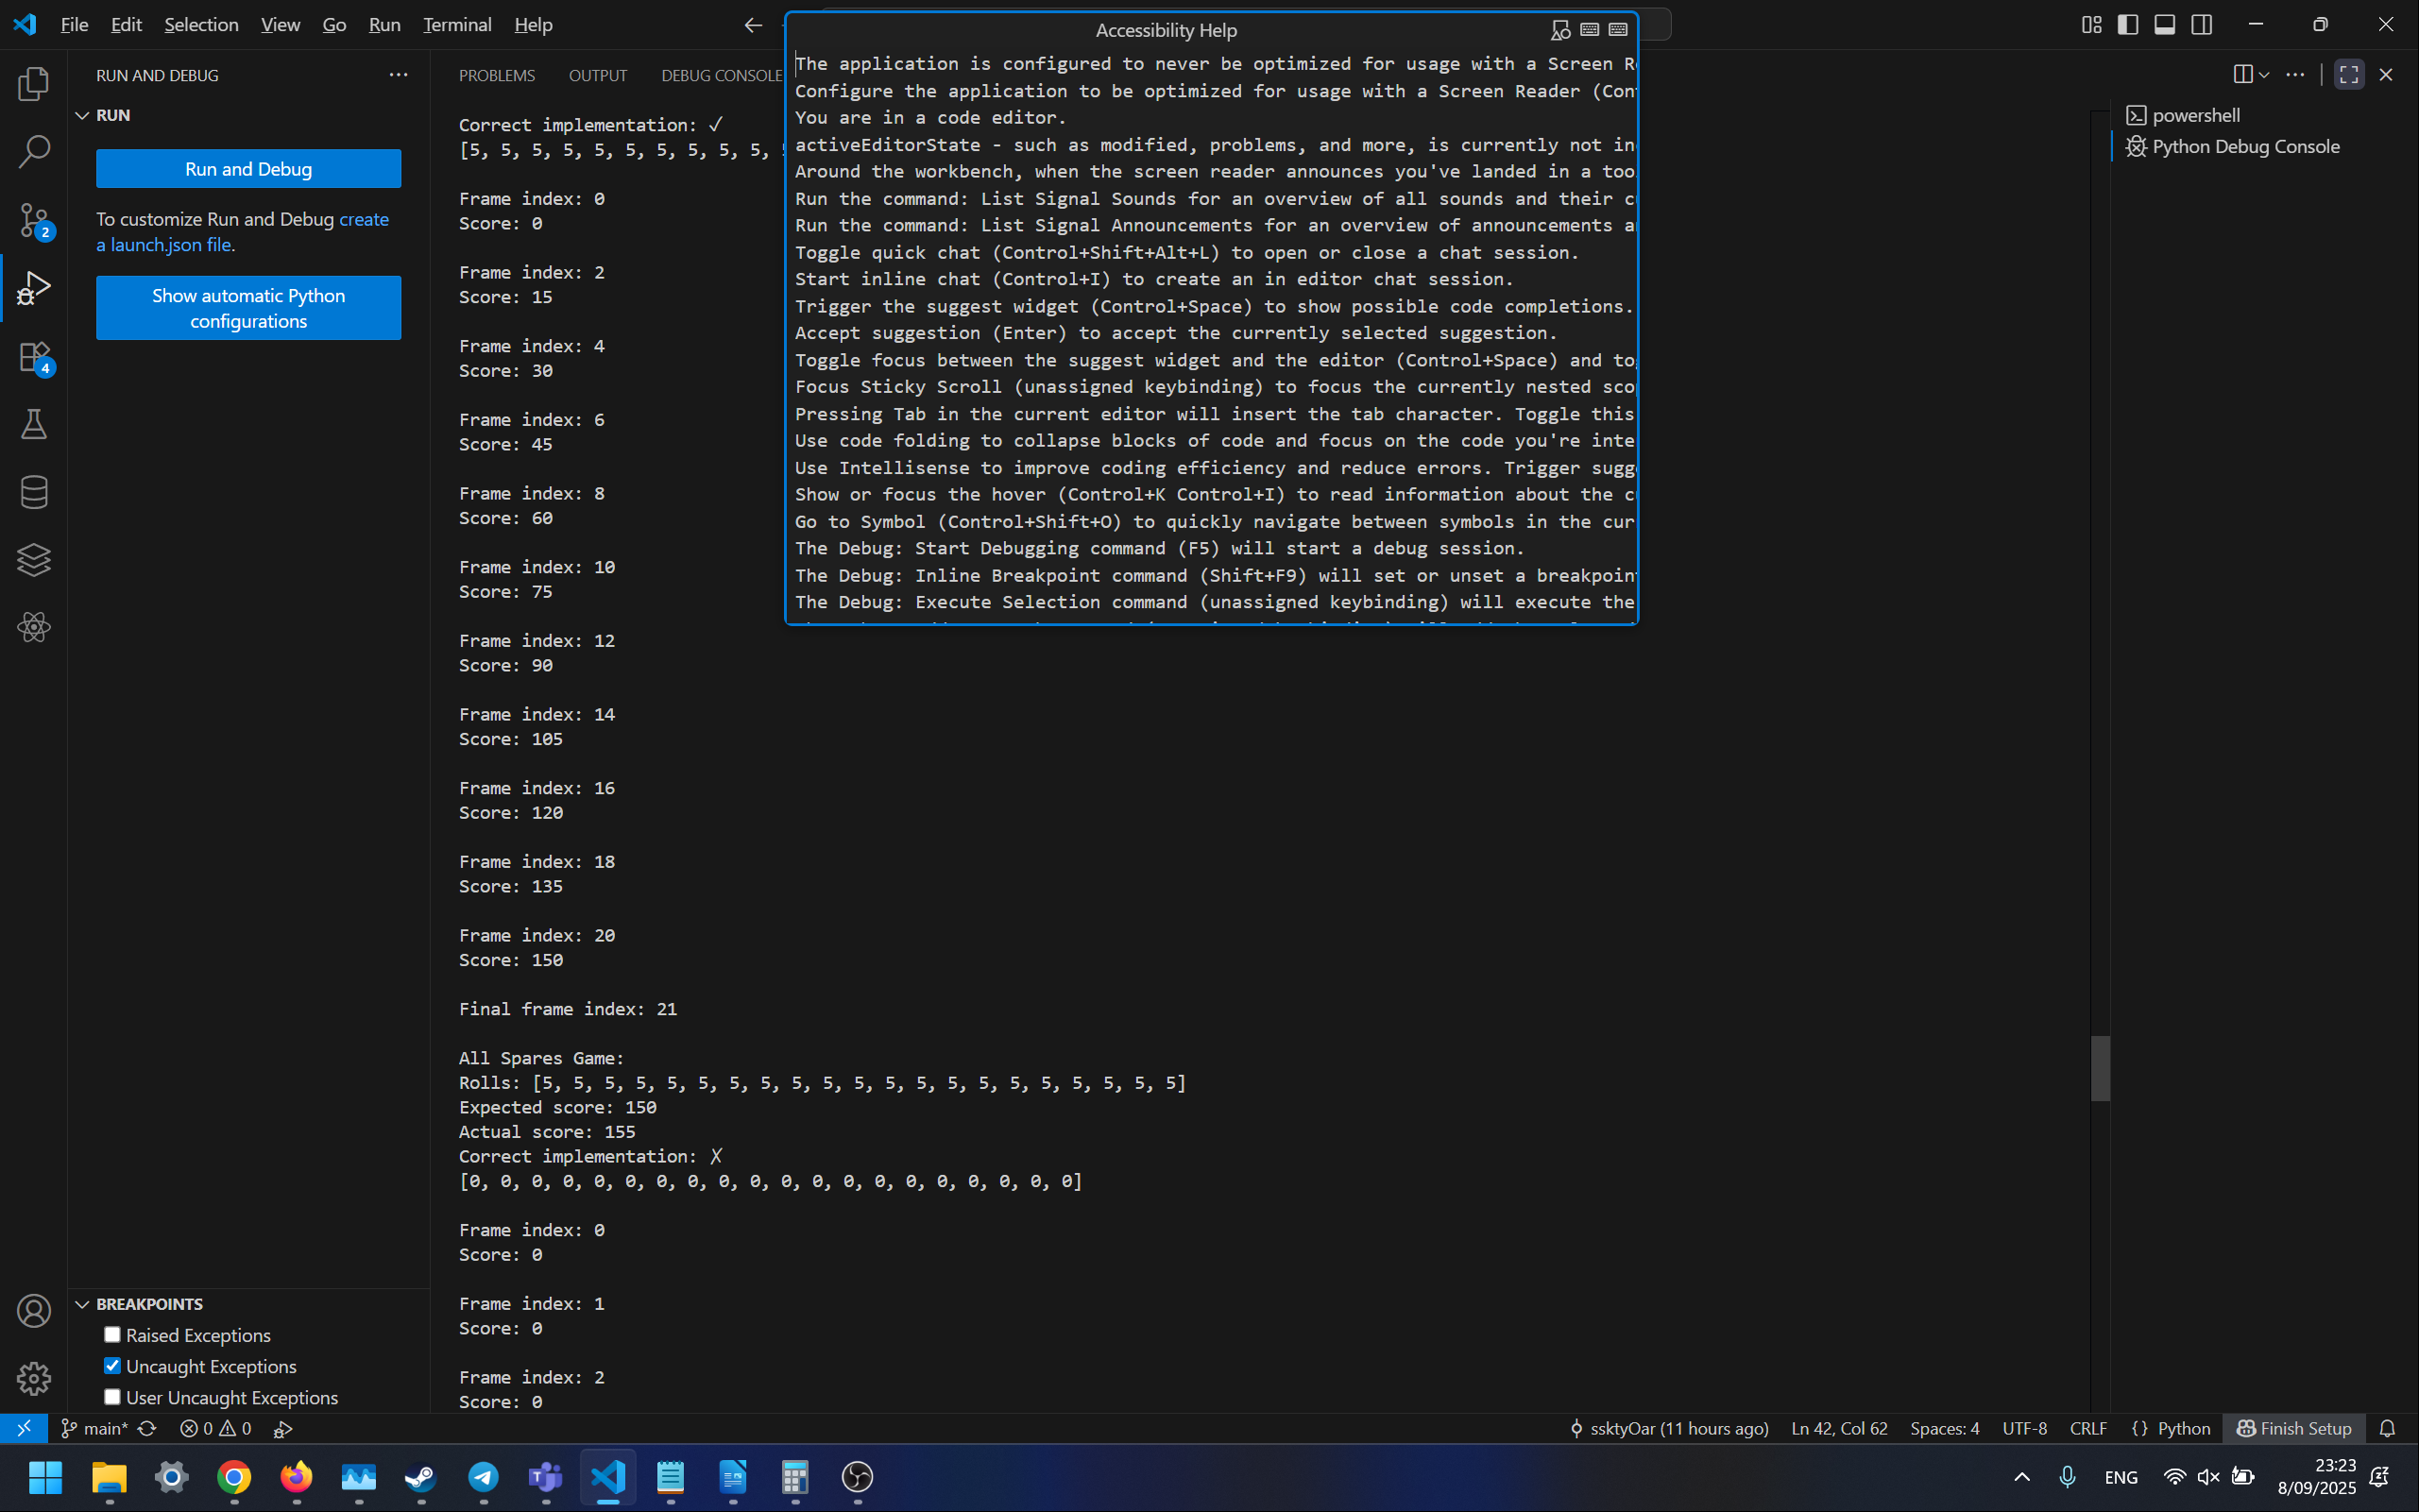 File Edit Selection View Go Run Terminal Help
Accessibility Help
RUN AND DEBUG
RUN
Run and Debug
To customize Run and Debug create
a launch.json file.
Show automatic Python
configurations
2
4
BREAKPOINTS
Raised Exceptions
Uncaught Exceptions
User Uncaught Exceptions
PROBLEMS OUTPUT DEBUG CONSOLE
Correct implementation: ✓
[5, 5, 5, 5, 5, 5, 5, 5, 5, 5,
Frame index: 0
Score: 0
Frame index: 2
Score: 15
Frame index: 4
Score: 30
Frame index: 6
Score: 45
Frame index: 8
Score: 60
Frame index: 10
Score: 75
Frame index: 12
Score: 90
Frame index: 14
Score: 105
Frame index: 16
Score: 120
Frame index: 18
Score: 135
Frame index: 20
Score: 150
Final frame index: 21
All Spares Game:
Rolls: [5, 5, 5, 5, 5, 5, 5, 5, 5, 5, 5, 5, 5, 5, 5, 5, 5, 5, 5, 5, 5]
Expected score: 150
Actual score: 155
Correct implementation: ✗
[0, 0, 0, 0, 0, 0, 0, 0, 0, 0, 0, 0, 0, 0, 0, 0, 0, 0, 0, 0]
Frame index: 0
Score: 0
Frame index: 1
Score: 0
Frame index: 2
Score: 0
The application is configured to never be optimized for usage with a Screen
Configure the application to be optimized for usage with a Screen Reader
You are in a code editor.
activeEditorState - such as modified, problems, and more, is currently not
Around the workbench, when the screen reader announces you've landed in a
Run the command: List Signal Sounds for an overview of all sounds and their
Run the command: List Signal Announcements for an overview of announcements
Toggle quick chat (Control+Shift+Alt+L) to open or close a chat session.
Start inline chat (Control+I) to create an in editor chat session.
Trigger the suggest widget (Control+Space) to show possible code completions.
Accept suggestion (Enter) to accept the currently selected suggestion.
Toggle focus between the suggest widget and the editor (Control+Space) and
Focus Sticky Scroll (unassigned keybinding) to focus the currently nested
Pressing Tab in the current editor will insert the tab character. Toggle this
Use code folding to collapse blocks of code and focus on the code you're
Use Intellisense to improve coding efficiency and reduce errors. Trigger
Show or focus the hover (Control+K Control+I) to read information about the
Go to Symbol (Control+Shift+O) to quickly navigate between symbols in the
The Debug: Start Debugging command (F5) will start a debug session.
The Debug: Inline Breakpoint command (Shift+F9) will set or unset a
The Debug: Execute Selection command (unassigned keybinding) will execute the
powershell
Python Debug Console
main* 0 0 ssktyOar (11 hours ago) Ln 42, Col 62 Spaces: 4 UTF-8 CRLF {} Python Finish Setup
ENG
23:23
8/09/2025